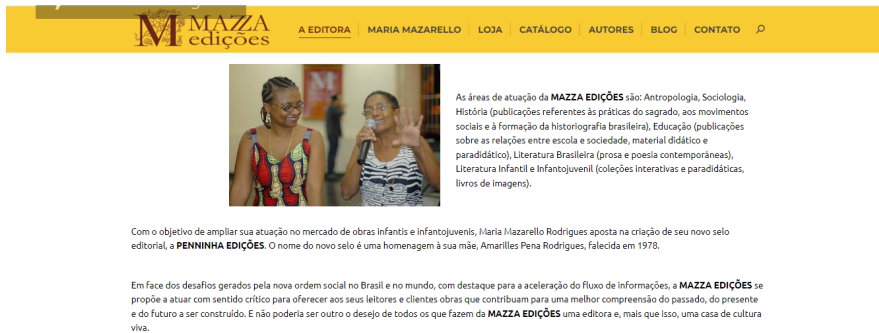 MAZZA
edições
A EDITORA
MARIA MAZARELLO
LOJA
CATÁLOGO
AUTORES
BLOG
CONTATO
As áreas de atuação da MAZZA EDIÇÕES são: Antropologia, Sociologia,
História (publicações referentes às práticas do sagrado, aos movimentos
sociais e à formação da historiografia brasileira), Educação (publicações
sobre as relações entre escola e sociedade, material didático e
paradidático), Literatura Brasileira (prosa e poesia contemporâneas),
Literatura Infantil e Infantojuvenil (coleções interativas e paradidáticas,
livros de imagens).
Com o objetivo de ampliar sua atuação no mercado de obras infantis e infantojuvenis, Maria Mazarello Rodrigues aposta na criação de seu novo selo
editorial, a PENNINHA EDIÇÕES. O nome do novo selo é uma homenagem à sua mãe, Amarilles Pena Rodrigues, falecida em 1978.
Em face dos desafios gerados pela nova ordem social no Brasil e no mundo, com destaque para a aceleração do fluxo de informações, a MAZZA EDIÇÕES se
propõe a atuar com sentido crítico para oferecer aos seus leitores e clientes obras que contribuam para uma melhor compreensão do passado, do presente
e do futuro a ser construído. E não poderia ser outro o desejo de todos os que fazem da MAZZA EDIÇÕES uma editora e, mais que isso, uma casa de cultura
viva.